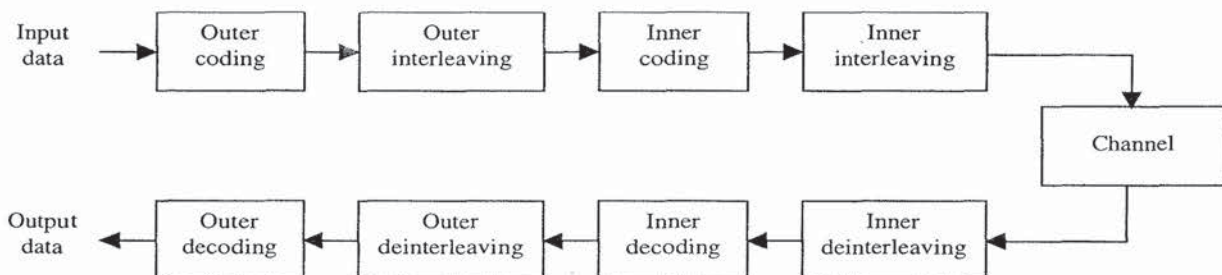 Input
data
Outer
coding
Outer
interleaving
Inner
coding
Inner
interleaving
Channel
Output
data
Outer
decoding
Outer
deinterleaving
Inner
decoding
Inner
deinterleaving